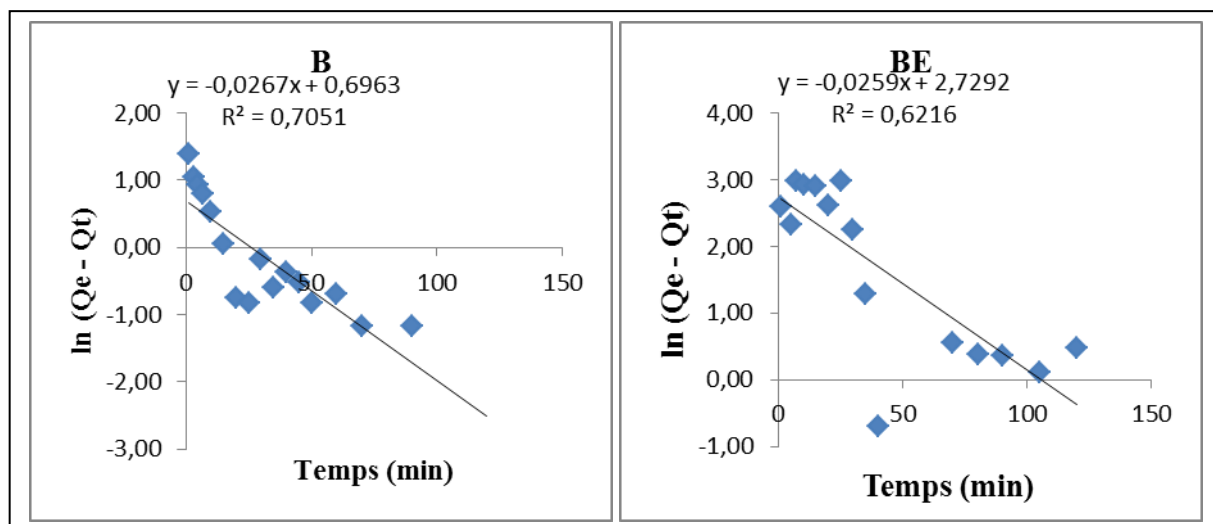 B
y = -0,0267x + 0,6963
R² = 0,7051
2,00
1,00
0,00
-1,00
-2,00
-3,00
0
50
100
150
ln (Qe - Qt)
Temps (min)
BE
y = -0,0259x + 2,7292
R² = 0,6216
4,00
3,00
2,00
1,00
0,00
-1,00
0
50
100
150
ln (Qe - Qt)
Temps (min)